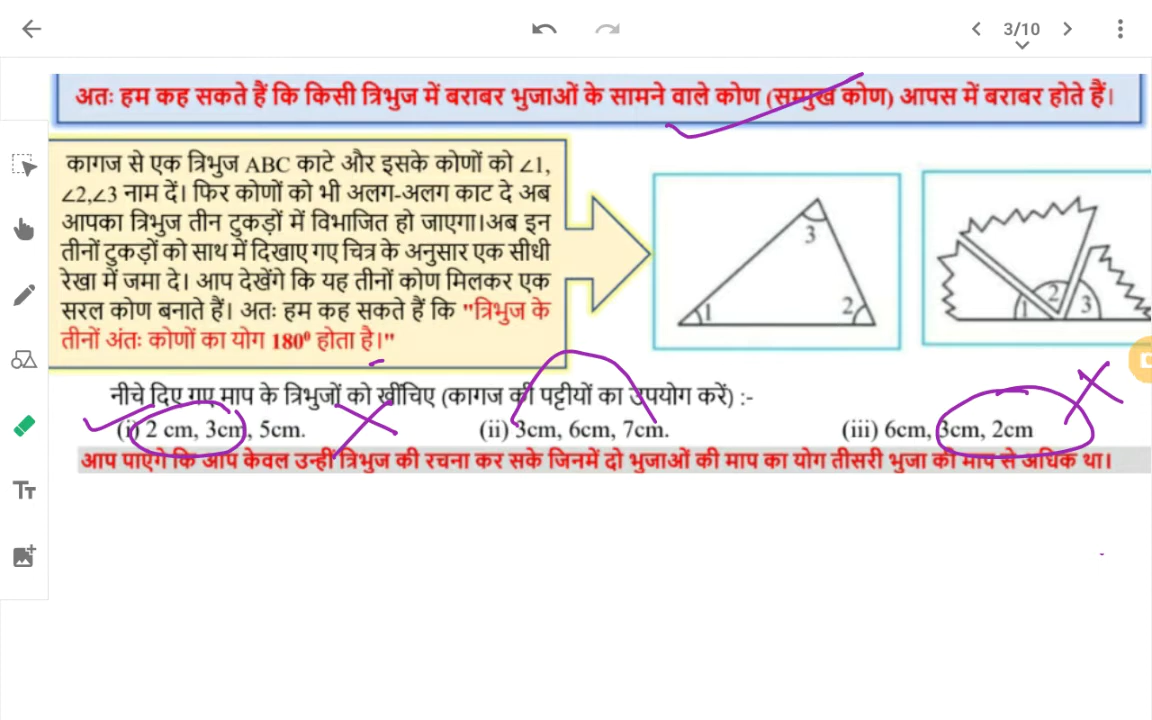 3/10
अतः हम कह सकते हैं कि किसी त्रिभुज में बराबर भुजाओं के सामने वाले कोण (सम्मुख कोण) आपस में बराबर होते हैं।
कागज से एक त्रिभुज ABC काटे और इसके कोणों को ∠1,
∠2,∠3 नाम दें। फिर कोणों को भी अलग-अलग काट दे अब
आपका त्रिभुज तीन टुकड़ों में विभाजित हो जाएगा।अब इन
तीनों टुकड़ों को साथ में दिखाए गए चित्र के अनुसार एक सीधी
रेखा में जमा दे। आप देखेंगे कि यह तीनों कोण मिलकर एक
सरल कोण बनाते हैं। अतः हम कह सकते हैं कि "त्रिभुज के
तीनों अंतः कोणों का योग 180⁰ होता है।"
3
1
2
1
2
3
नीचे दिए गए माप के त्रिभुजों को खींचिए (कागज की पट्टीयों का उपयोग करें) :-
(i) 2 cm, 3cm, 5cm. (ii) 3cm, 6cm, 7cm. (iii) 6cm, 3cm, 2cm
आप पाएंगे कि आप केवल उन्हीं त्रिभुज की रचना कर सके जिनमें दो भुजाओं की माप का योग तीसरी भुजा की माप से अधिक था।
Tт